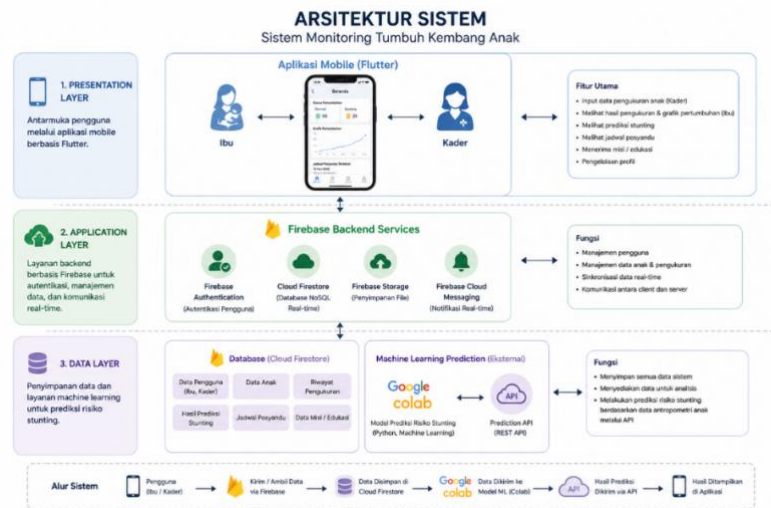 ARSITEKTUR SISTEM
Sistem Monitoring Tumbuh Kembang Anak
1. PRESENTATION
LAYER
Antarmuka pengguna
melalui aplikasi mobile
berbasis Flutter.
Aplikasi Mobile (Flutter)
Ibu
Beranda
Kader
Fitur Utama
• Input data pengukuran anak (Kader)
• Melihat hasil pengukuran & grafik pertumbuhan (Ibu)
• Melihat prediksi stunting
• Melihat jadwal posyandu
• Menerima misi / edukasi
• Pengelolaan profil
2. APPLICATION
LAYER
Layanan backend
berbasis Firebase untuk
autentikasi, manajemen
data, dan komunikasi
real-time.
Firebase Backend Services
Firebase
Authentication
(Autentikasi Pengguna)
Cloud Firestore
(Database NoSQL
Real-time)
Firebase Storage
(Penyimpanan File)
Firebase Cloud
Messaging
(Notifikasi Real-time)
Fungsi
• Manajemen pengguna
• Manajemen data anak & pengukuran
• Sinkronisasi data real-time
• Komunikasi antara client dan server
3. DATA LAYER
Penyimpanan data dan
layanan machine learning
untuk prediksi risiko
stunting.
Database (Cloud Firestore)
Data Pengguna
(Ibu, Kader)
Data Anak
Riwayat
Pengukuran
Hasil Prediksi
Stunting
Jadwal Posyandu
Data Misi / Edukasi
Machine Learning Prediction (Eksternal)
Google
colab
Model Prediksi Risiko Stunting
(Python, Machine Learning)
API
Prediction API
(REST API)
Fungsi
• Menyimpan semua data sistem
• Menyediakan data untuk analisis
• Melakukan prediksi risiko stunting
berdasarkan data antropometri anak
melalui API
Alur Sistem
Pengguna
(Ibu / Kader)
Kirim / Ambil Data
via Firebase
Data Disimpan di
Cloud Firestore
Google
colab
Data Dikirim ke
Model ML (Colab)
API
Hasil Prediksi
Dikirim via API
Hasil Ditampilkan
di Aplikasi